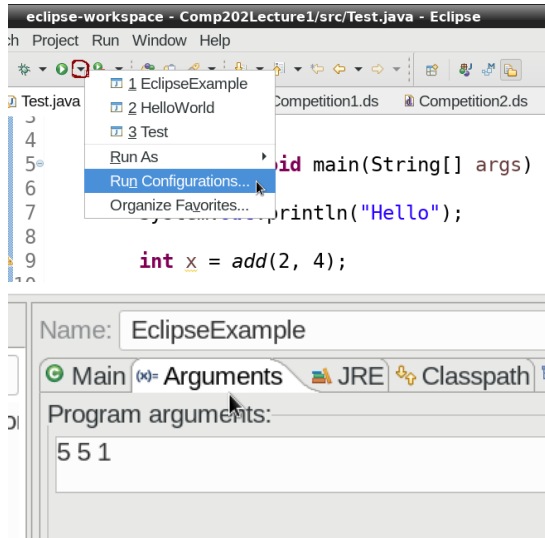 eclipse-workspace - Comp202Lecture1/src/Test.java - Eclipse
Project Run Window Help
Test.java Competition1.ds Competition2.ds
1 EclipseExample
2 HelloWorld
3 Test
Run As
Run Configurations...
Organize Favorites...
4
5 void main(String[] args)
6
7 println("Hello");
8
9 int x = add(2, 4);
Name: EclipseExample
Main (x)= Arguments JRE Classpath
Program arguments:
5 5 1